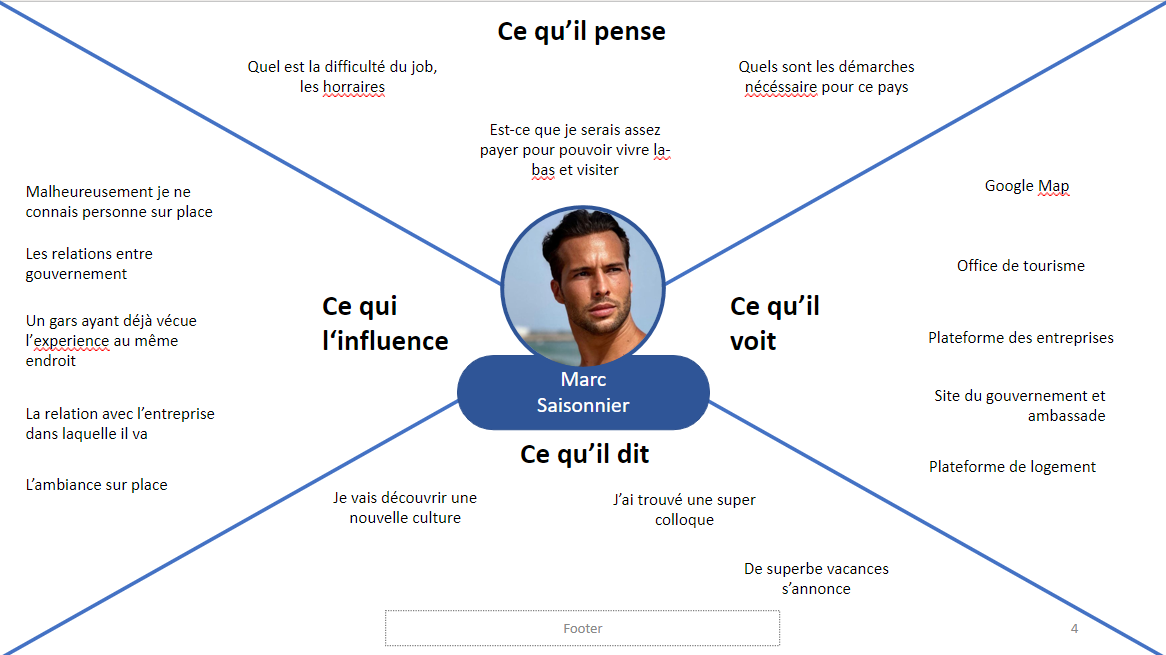 Ce qu’il pense
Quel est la difficulté du job,
les horraires
Quels sont les démarches
nécéssaire pour ce pays
Est-ce que je serais assez
payer pour pouvoir vivre la-
bas et visiter
Malheureusement je ne
connais personne sur place
Les relations entre
gouvernement
Un gars ayant déjà vécue
l’experience au même
endroit
La relation avec l’entreprise
dans laquelle il va
L’ambiance sur place
Ce qui
l‘influence
Marc
Saisonnier
Ce qu’il
voit
Google Map
Office de tourisme
Plateforme des entreprises
Site du gouvernement et
ambassade
Plateforme de logement
Ce qu’il dit
Je vais découvrir une
nouvelle culture
J’ai trouvé une super
colloque
De superbe vacances
s’annonce
Footer
4